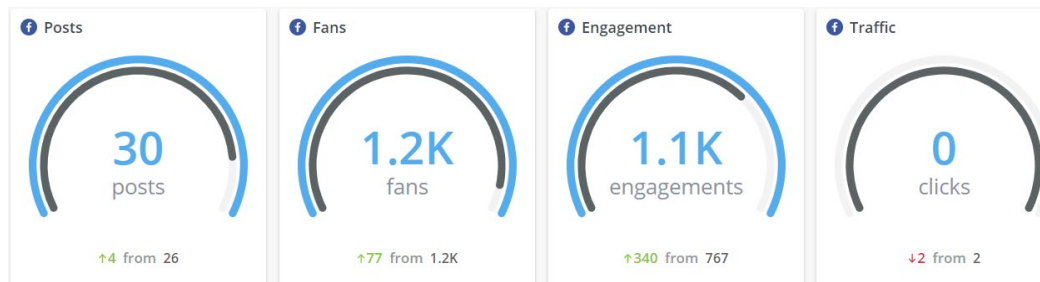 Posts
30
posts
↑4 from 26
Fans
1.2K
fans
↑77 from 1.2K
Engagement
1.1K
engagements
↑340 from 767
Traffic
0
clicks
↓2 from 2